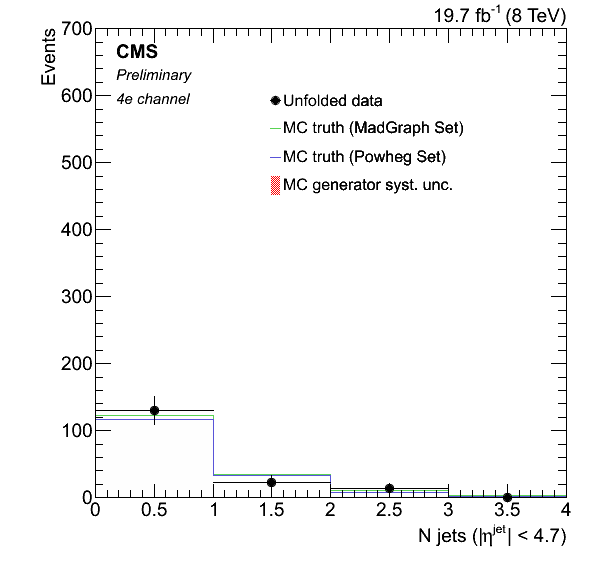 19.7 fb⁻¹ (8 TeV)
Events
700
600
500
400
300
200
100
0
CMS
Preliminary
4e channel
Unfolded data
MC truth (MadGraph Set)
MC truth (Powheg Set)
MC generator syst. unc.
0 0.5 1 1.5 2 2.5 3 3.5 4
N jets (|η^jet| < 4.7)